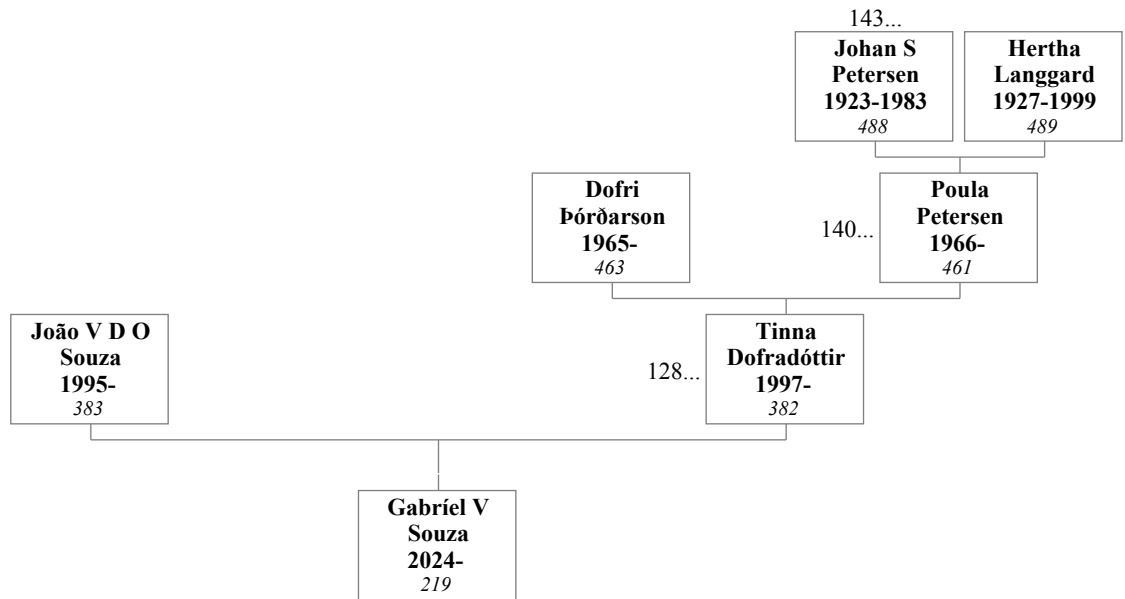 143...
Johan S
Petersen
1923-1983
488
Hertha
Langgard
1927-1999
489
Dofri
Þórðarson
1965-
463
140...
Poula
Petersen
1966-
461
João V D O
Souza
1995-
383
128...
Tinna
Dofradóttir
1997-
382
Gabríel V
Souza
2024-
219